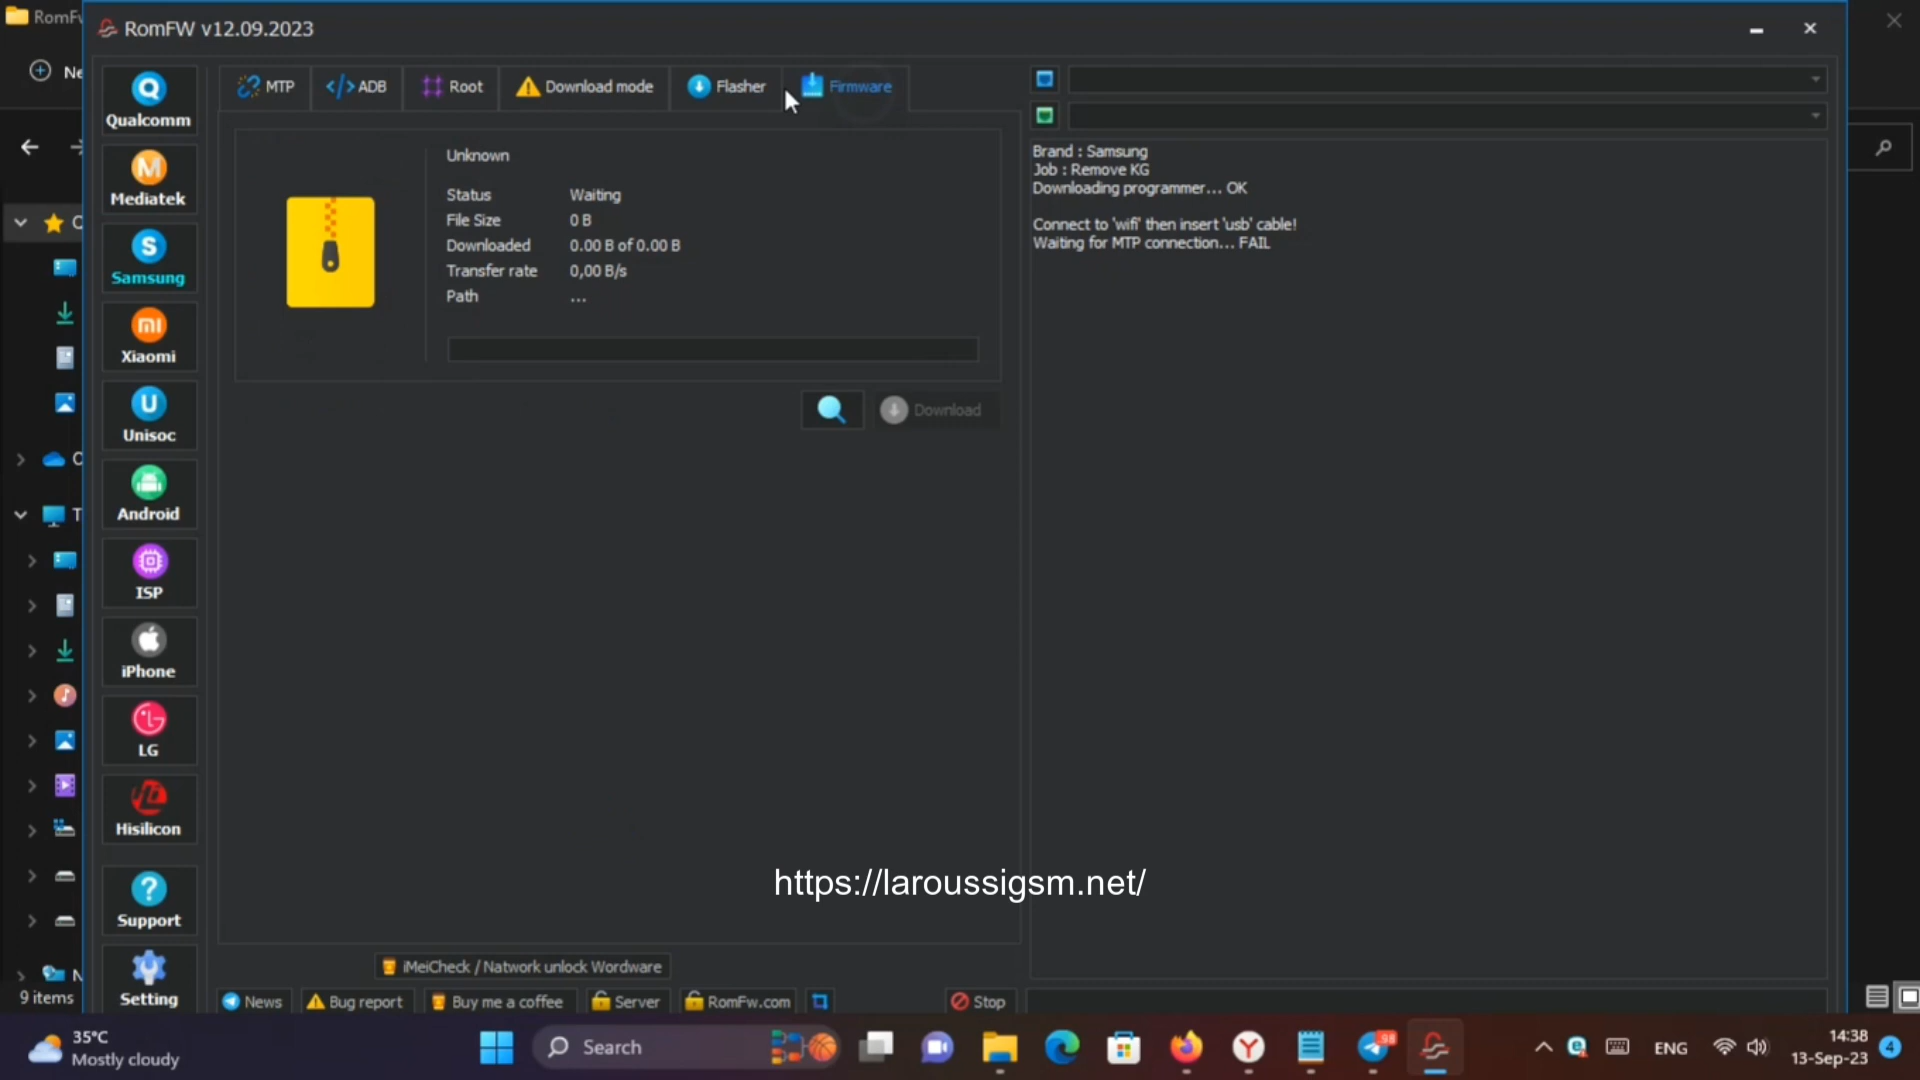 RomFW
RomFW v12.09.2023
Qualcomm
Mediatek
Samsung
Xiaomi
Unisoc
Android
ISP
iPhone
LG
Hisilicon
Support
Setting
MTP
</> ADB
Root
Download mode
Flasher
Firmware
Unknown
Status Waiting
File Size 0 B
Downloaded 0.00 B of 0.00 B
Transfer rate 0,00 B/s
Path ...
Download
Brand : Samsung
Job : Remove KG
Downloading programmer... OK
Connect to 'wifi' then insert 'usb' cable!
Waiting for MTP connection... FAIL
https://laroussigsm.net/
iMeiCheck / Natwork unlock Wordware
News
Bug report
Buy me a coffee
Server
RomFw.com
Stop
9 items
35°C
Mostly cloudy
Search
98
ENG
14:38
13-Sep-23
4